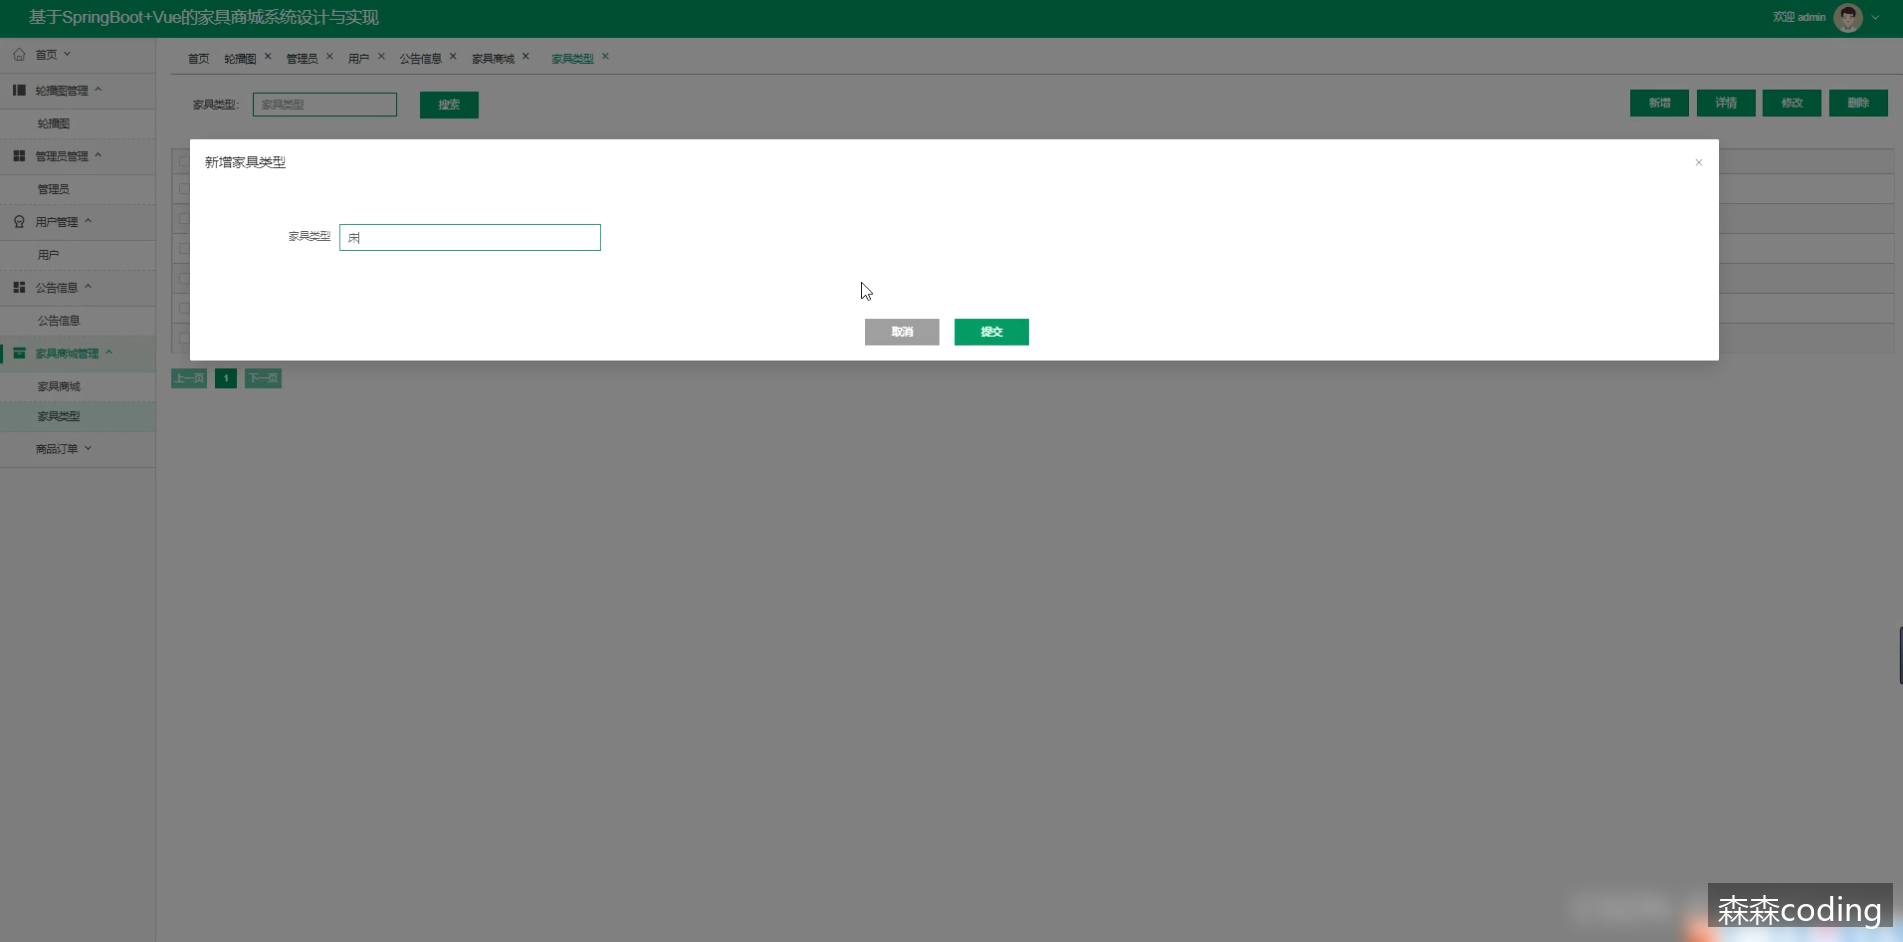 基于SpringBoot+Vue的家具商城系统设计与实现
欢迎 admin
首页
轮播图管理
轮播图
管理员管理
管理员
用户管理
用户
公告信息
公告信息
家具商城管理
家具商城
家具类型
商品订单
首页 轮播图 管理员 用户 公告信息 家具商城 家具类型
家具类型: 家具类型 搜索
新增 详情 修改 删除
新增家具类型
家具类型 床
取消 提交
上一页 1 下一页
森森coding